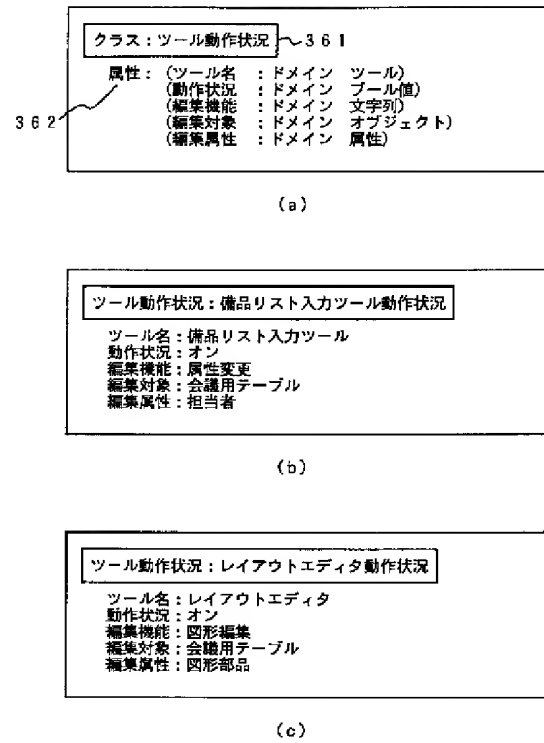 クラス：ツール動作状況 361
属性：（ツール名 ：ドメイン ツール）
（動作状況 ：ドメイン ブール値）
（編集機能 ：ドメイン 文字列）
362 （編集対象 ：ドメイン オブジェクト）
（編集属性 ：ドメイン 属性）
(a)
ツール動作状況：備品リスト入力ツール動作状況
ツール名：備品リスト入力ツール
動作状況：オン
編集機能：属性変更
編集対象：会議用テーブル
編集属性：担当者
(b)
ツール動作状況：レイアウトエディタ動作状況
ツール名：レイアウトエディタ
動作状況：オン
編集機能：図形編集
編集対象：会議用テーブル
編集属性：図形部品
(c)